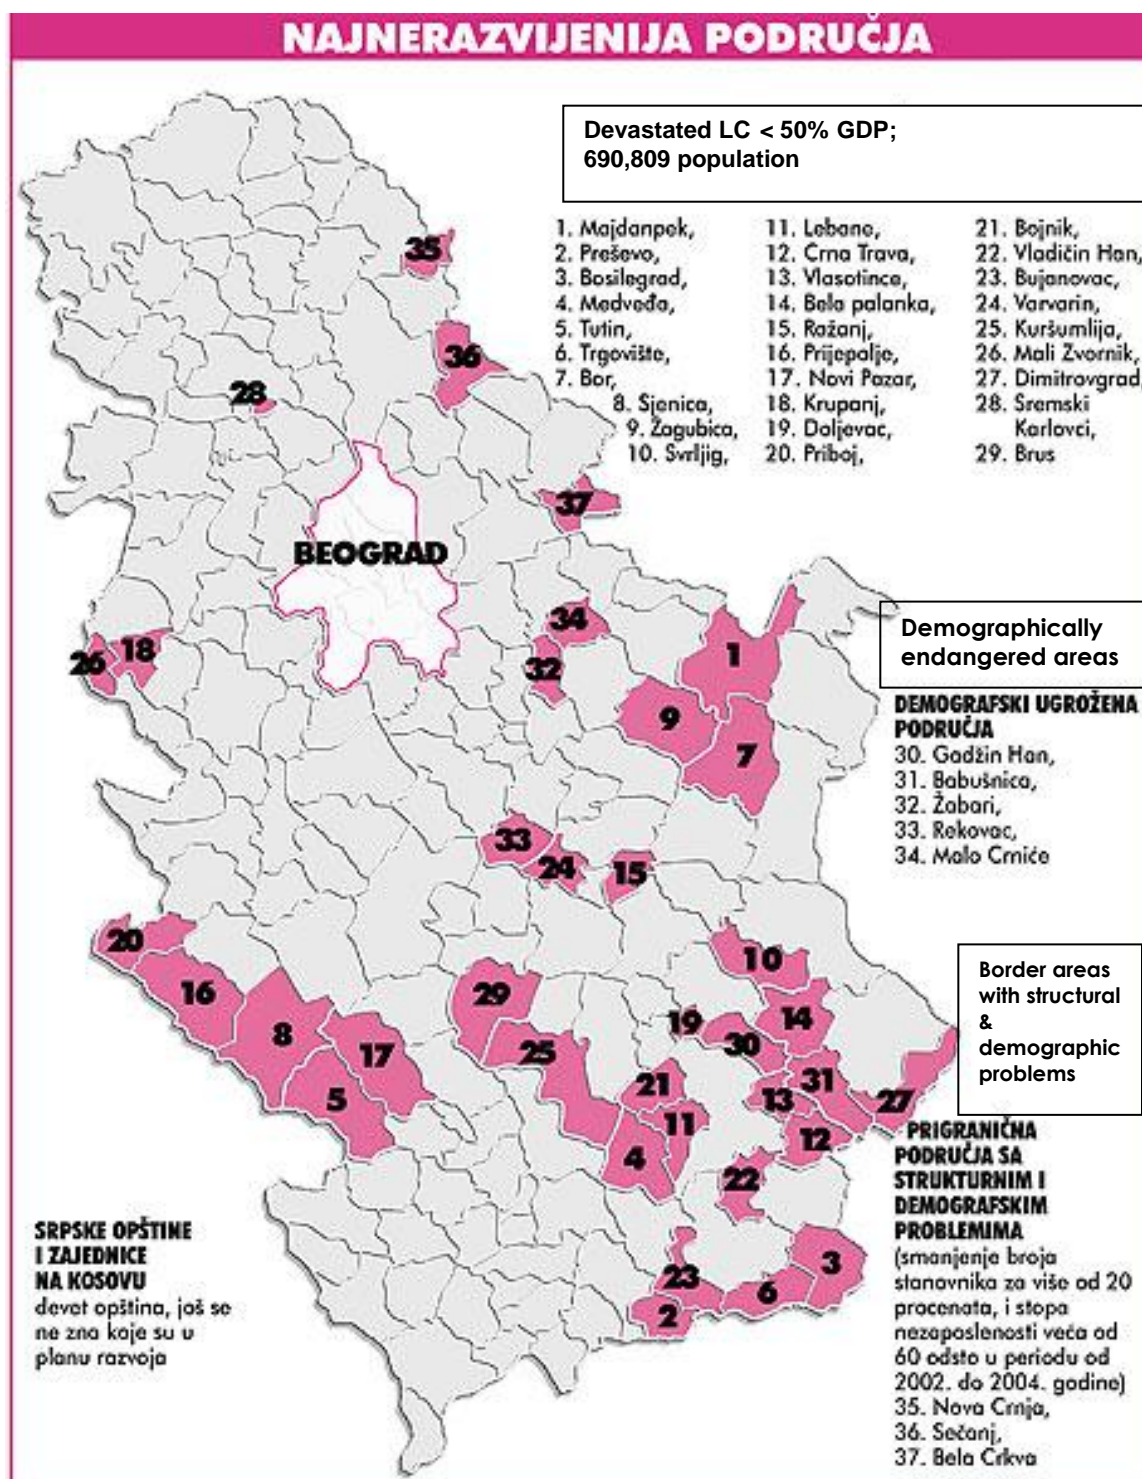 NAJNERAZVIJENIJA PODRUČJA
Devastated LC < 50% GDP;
690,809 population
1. Majdanpek,
2. Preševo,
3. Bosilegrad,
4. Medveđa,
5. Tutin,
6. Trgovište,
7. Bor,
8. Sjenica,
9. Žagubica,
10. Svrljig,
11. Lebane,
12. Crna Trava,
13. Vlasotince,
14. Bela palanka,
15. Ražanj,
16. Prijepolje,
17. Novi Pazar,
18. Krupanj,
19. Doljevac,
20. Priboj,
21. Bojnik,
22. Vladičin Han,
23. Bujanovac,
24. Varvarin,
25. Kuršumlija,
26. Mali Zvornik,
27. Dimitrovgrad,
28. Sremski
Karlovci,
29. Brus
35
36
28
37
BEOGRAD
34
32
26
18
1
9
7
Demographically
endangered areas
DEMOGRAFSKI UGROŽENA
PODRUČJA
30. Gadžin Han,
31. Babušnica,
32. Žabari,
33. Rekovac,
34. Malo Crniće
33
24
15
20
16
8
17
5
29
25
10
19
14
30
21
13
31
27
11
4
12
22
23
3
6
2
Border areas
with structural
&
demographic
problems
PRIGRANIČNA
PODRUČJA SA
STRUKTURNIM I
DEMOGRAFSKIM
PROBLEMIMA
(smanjenje broja
stanovnika za više od 20
procenata, i stopa
nezaposlenosti veća od
60 odsto u periodu od
2002. do 2004. godine)
35. Nova Crnja,
36. Sečanj,
37. Bela Crkva
SRPSKE OPŠTINE
I ZAJEDNICE
NA KOSOVU
devet opština, još se
ne zna koje su u
planu razvoja